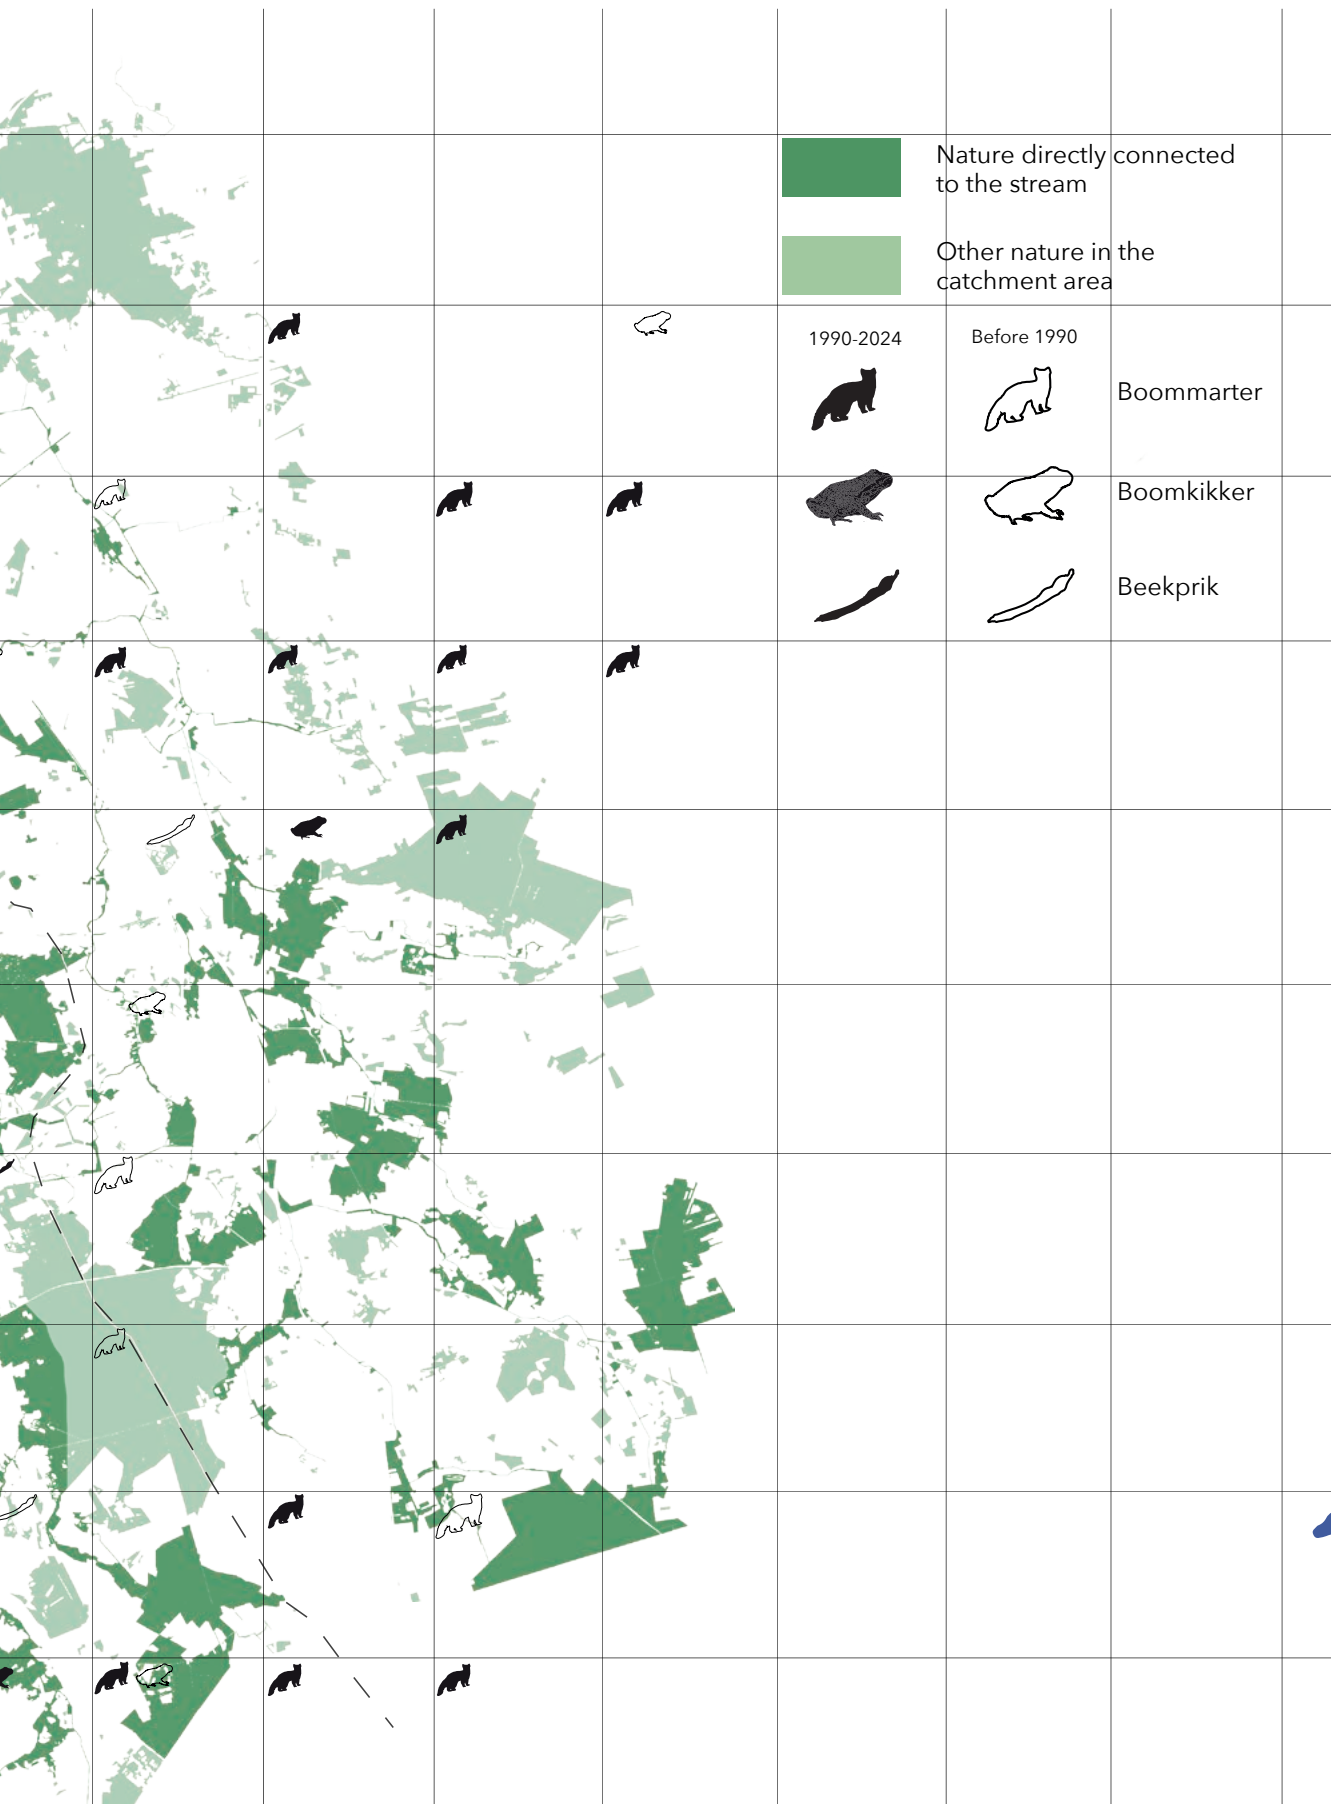 Nature directly connected
to the stream
Other nature in the
catchment area
1990-2024
Before 1990
Boommarter
Boomkikker
Beekprik